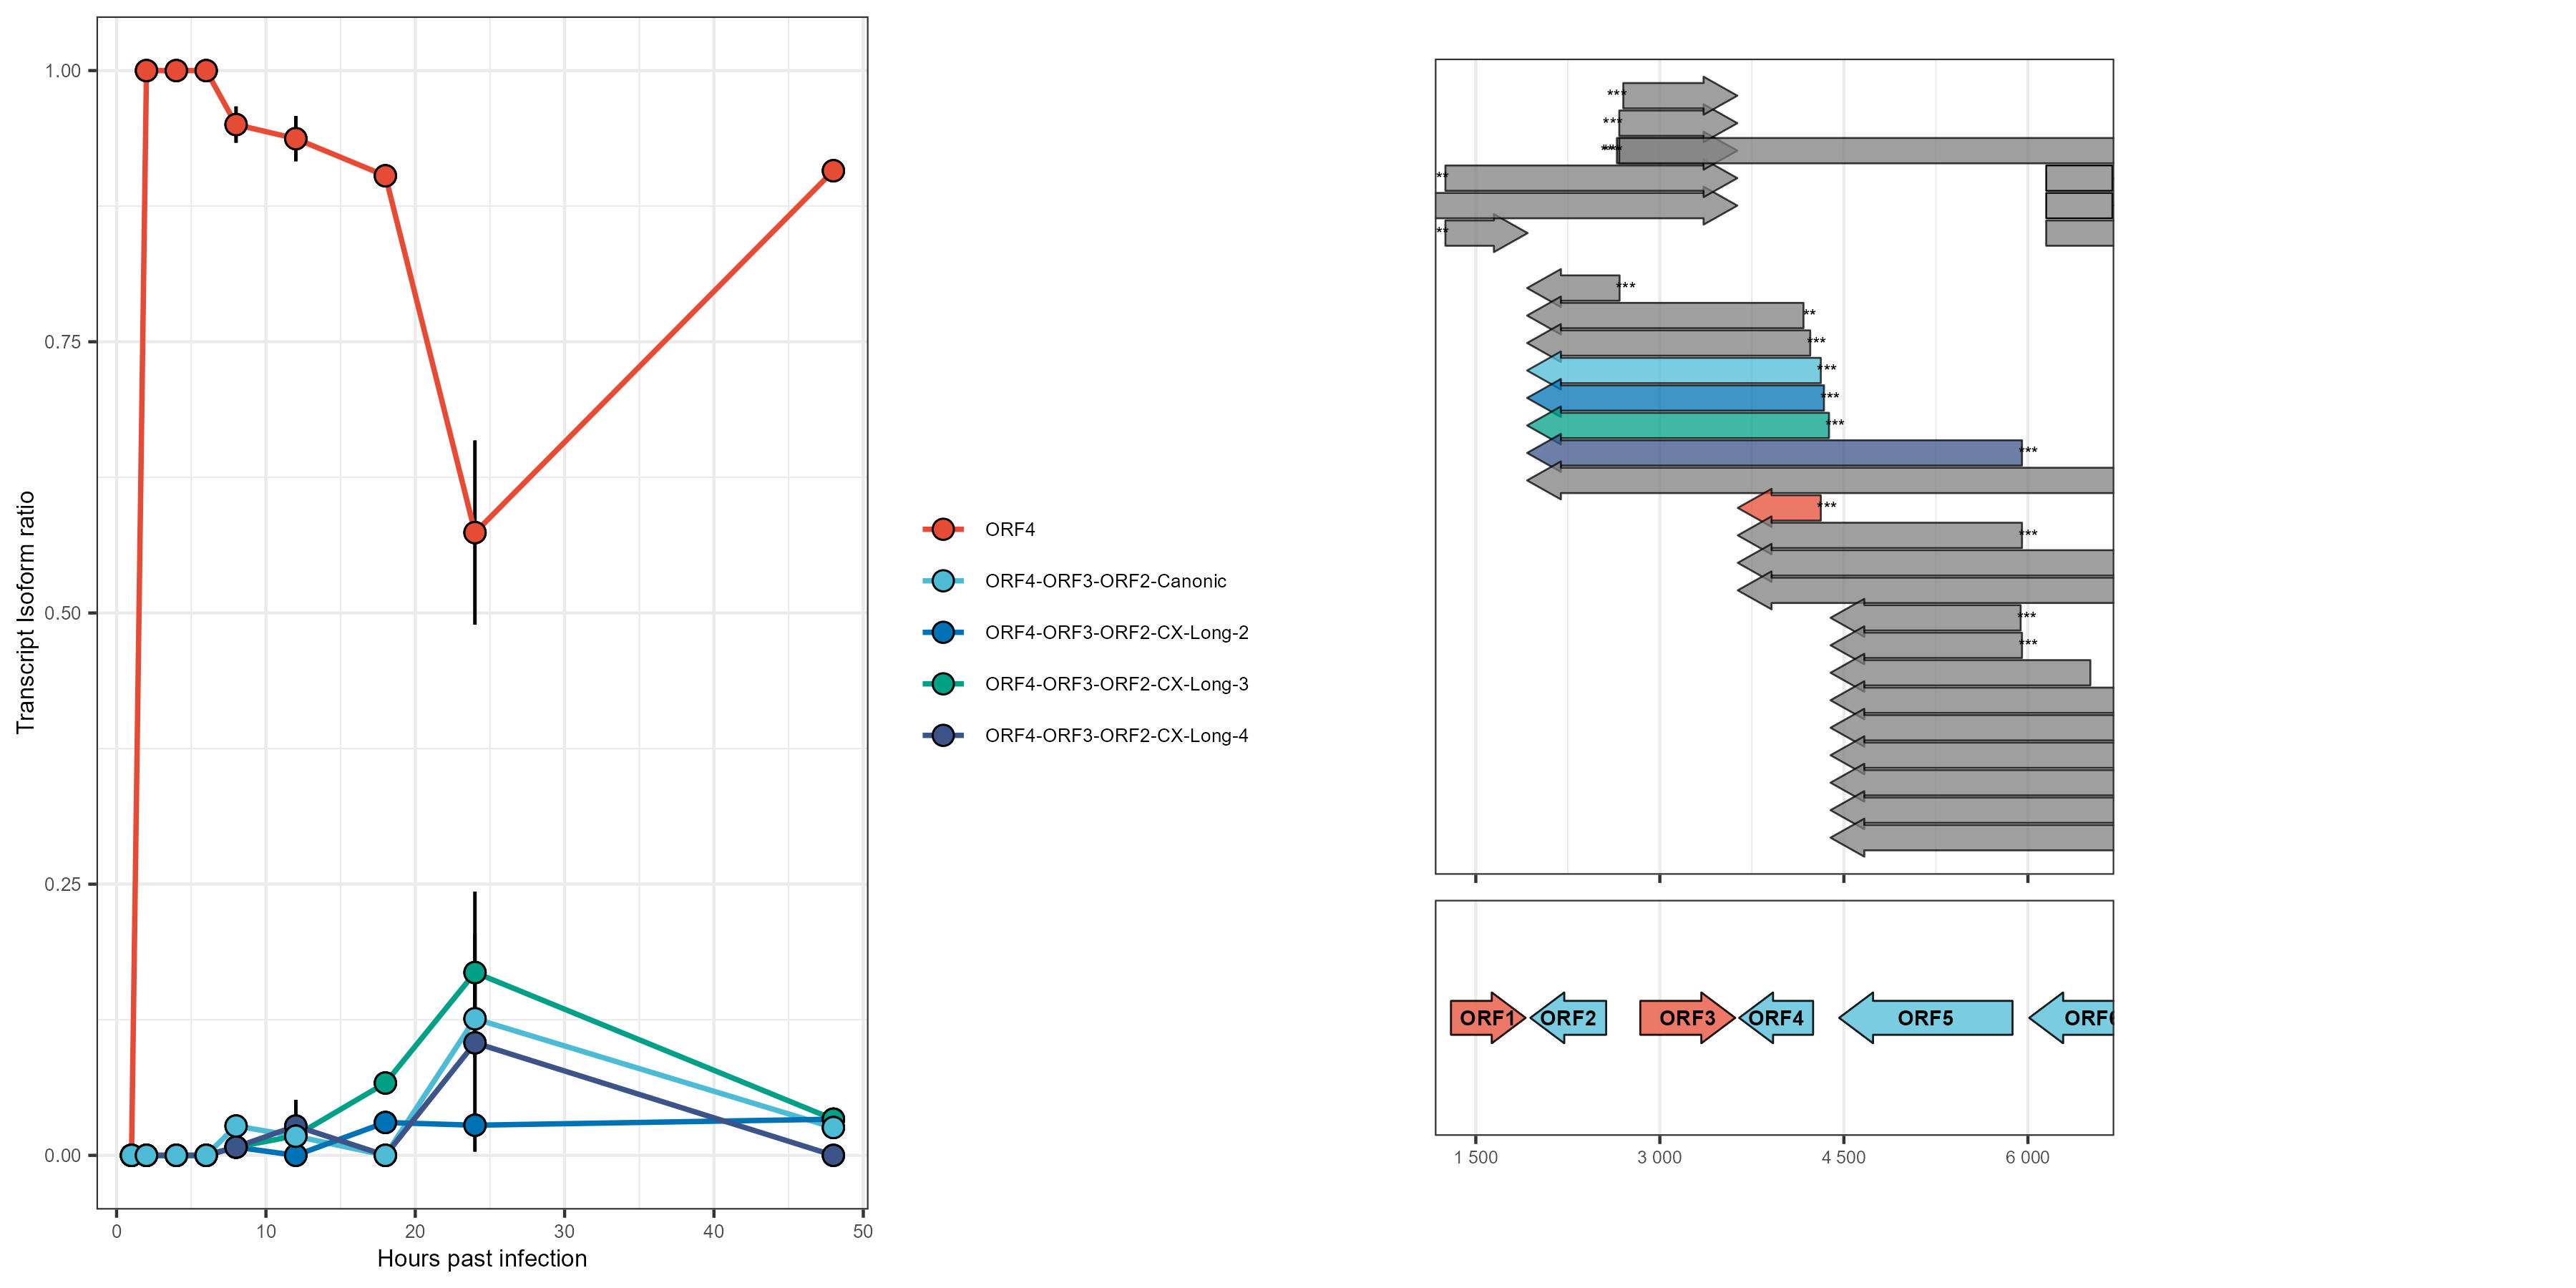 1.00
0.75
0.50
0.25
0.00
Transcript Isoform ratio
0 10 20 30 40 50
Hours past infection
ORF4
ORF4-ORF3-ORF2-Canonic
ORF4-ORF3-ORF2-CX-Long-2
ORF4-ORF3-ORF2-CX-Long-3
ORF4-ORF3-ORF2-CX-Long-4
***
***
**
**
***
**
***
***
***
***
***
***
***
***
***
ORF1 ORF2 ORF3 ORF4 ORF5
1 500 3 000 4 500 6 000